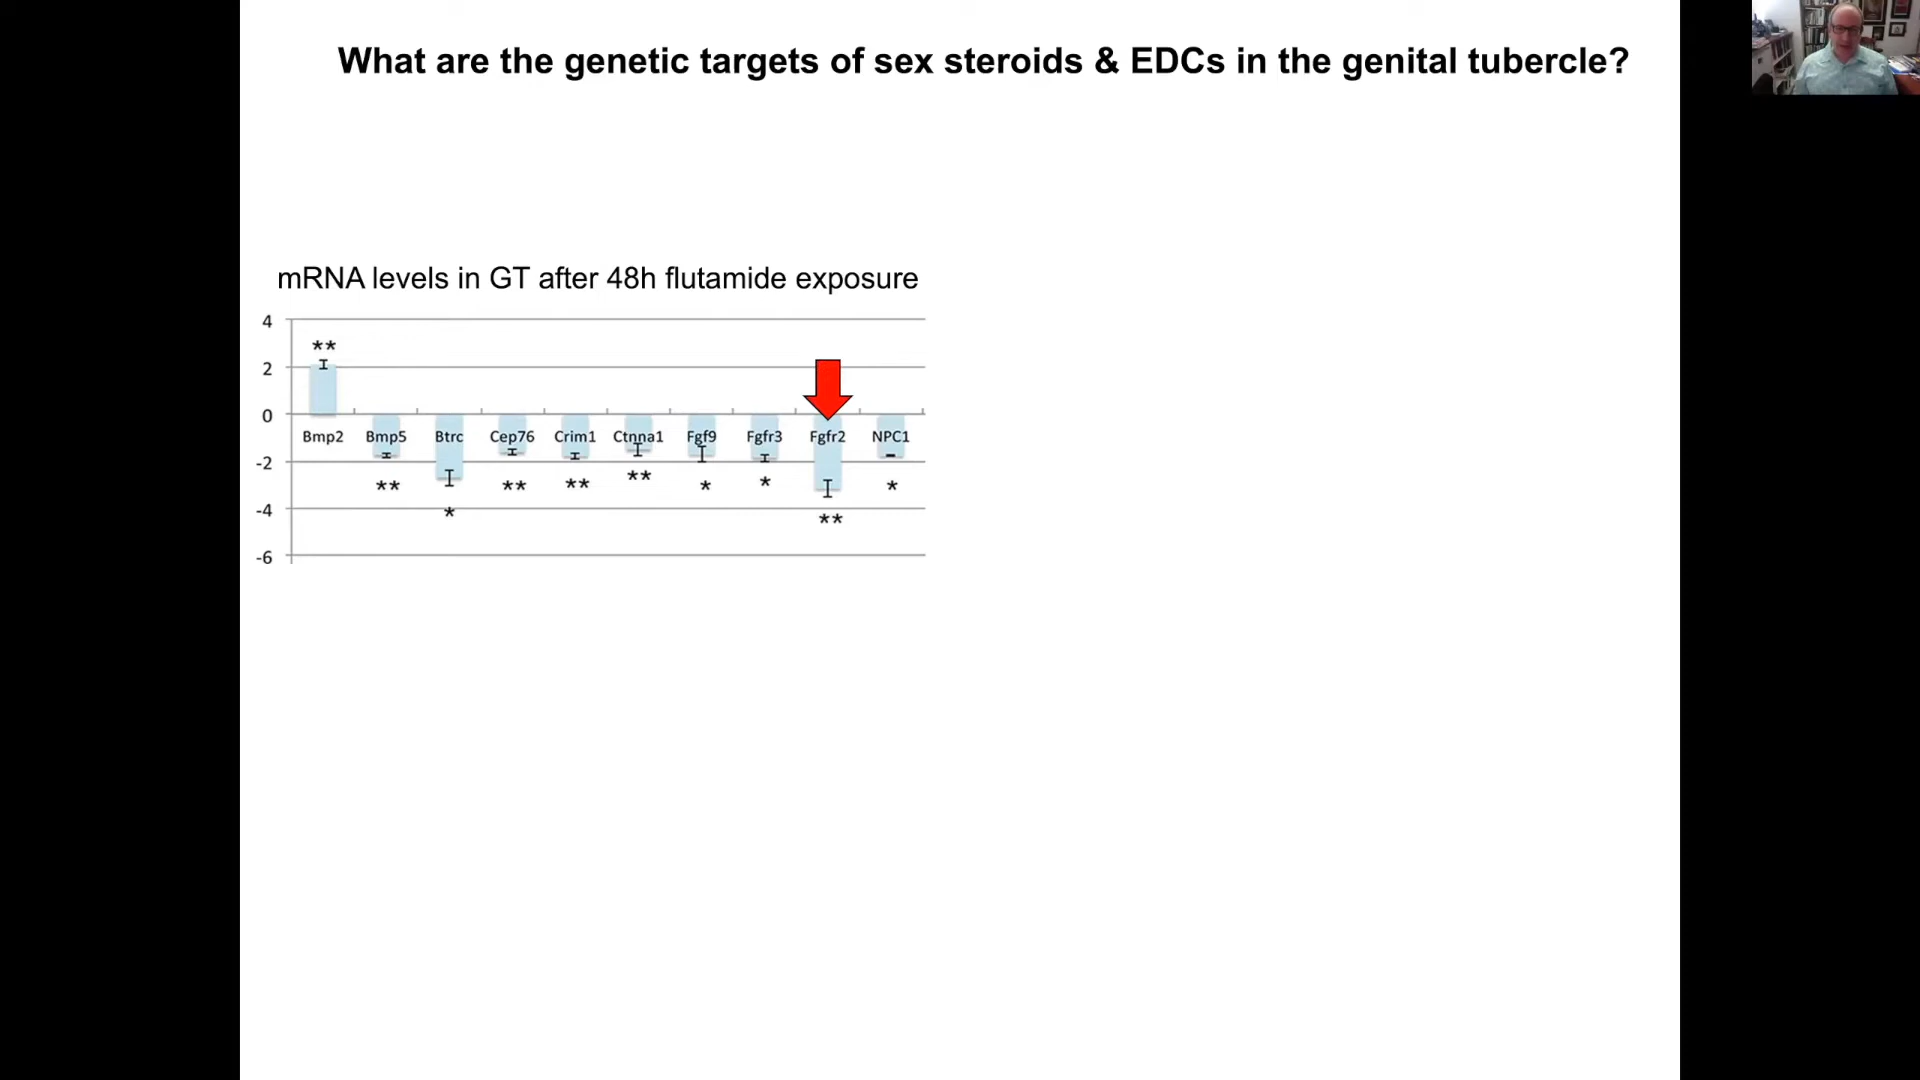 What are the genetic targets of sex steroids & EDCs in the genital tubercle?
mRNA levels in GT after 48h flutamide exposure
4
**
2
0
Bmp2 Bmp5 Btrc Cep76 Crim1 Ctnna1 Fgf9 Fgfr3 Fgfr2 NPC1
-2
** ** ** ** * * *
-4
* **
-6